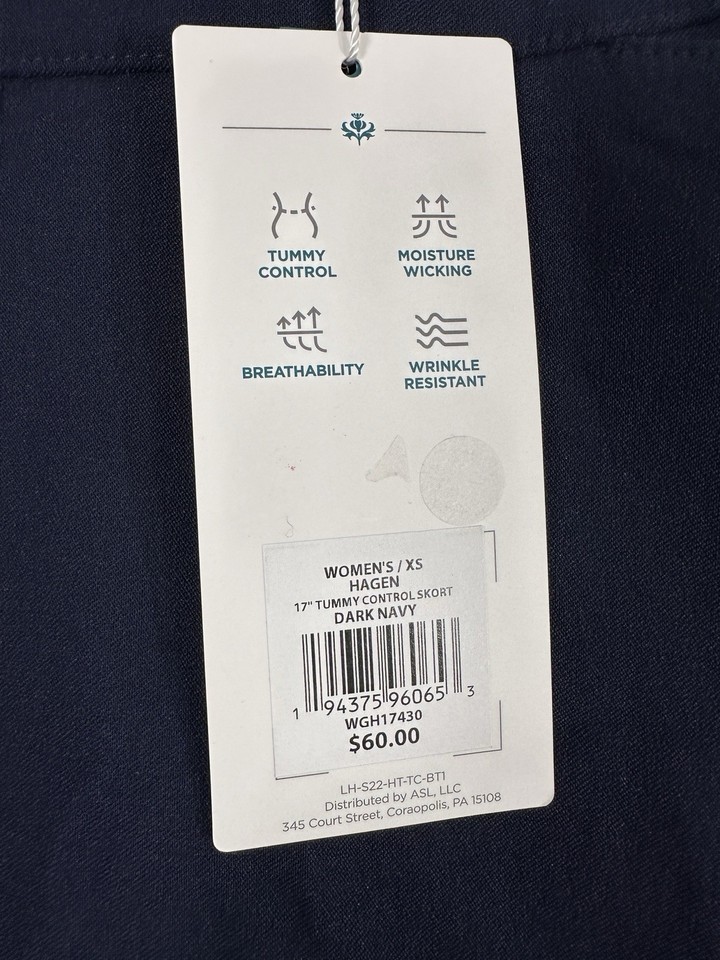 TUMMY CONTROL
MOISTURE WICKING
BREATHABILITY
WRINKLE RESISTANT
WOMEN'S / XS
HAGEN
17" TUMMY CONTROL SKORT
DARK NAVY
1 94375 96065 3
WGH17430
$60.00
LH-S22-HT-TC-BT1
Distributed by ASL, LLC
345 Court Street, Coraopolis, PA 15108